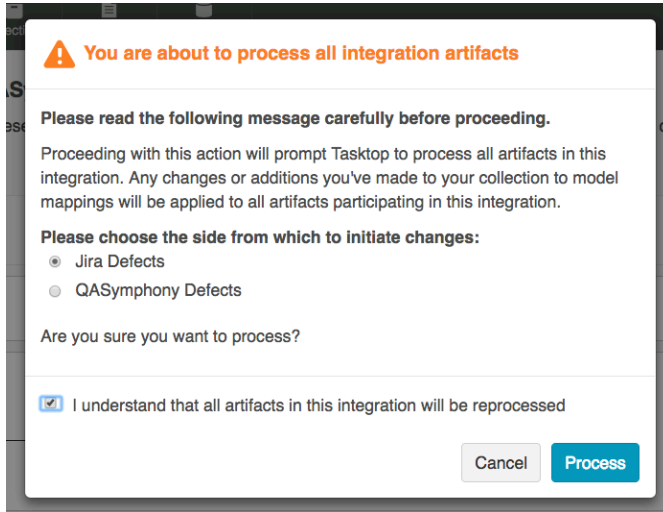 You are about to process all integration artifacts
Please read the following message carefully before proceeding.
Proceeding with this action will prompt Tasktop to process all artifacts in this
integration. Any changes or additions you've made to your collection to model
mappings will be applied to all artifacts participating in this integration.
Please choose the side from which to initiate changes:
Jira Defects
QASymphony Defects
Are you sure you want to process?
I understand that all artifacts in this integration will be reprocessed
Cancel
Process